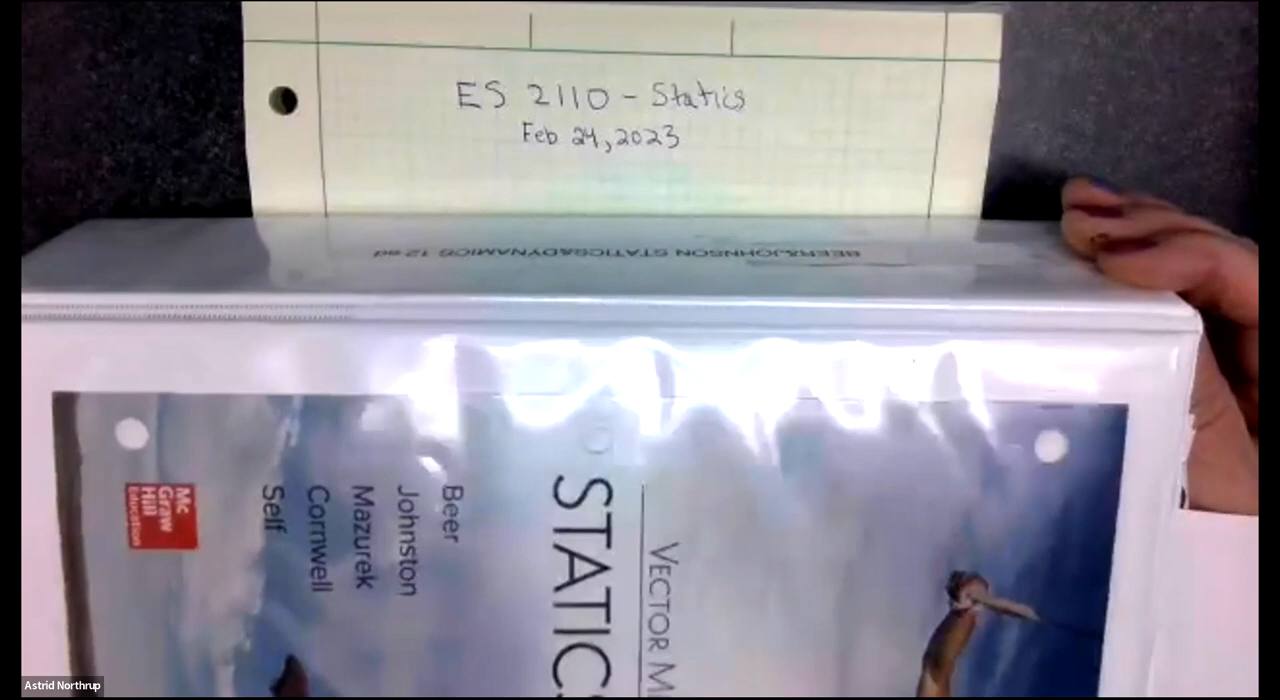 ES 2110 - Statics
Feb 24, 2023
BEER&JOHNSON STATICS&DYNAMICS 12 ed
VECTOR M
STATICS
Beer
Johnston
Mazurek
Cornwell
Self
Mc
Graw
Hill
Education
Astrid Northrup